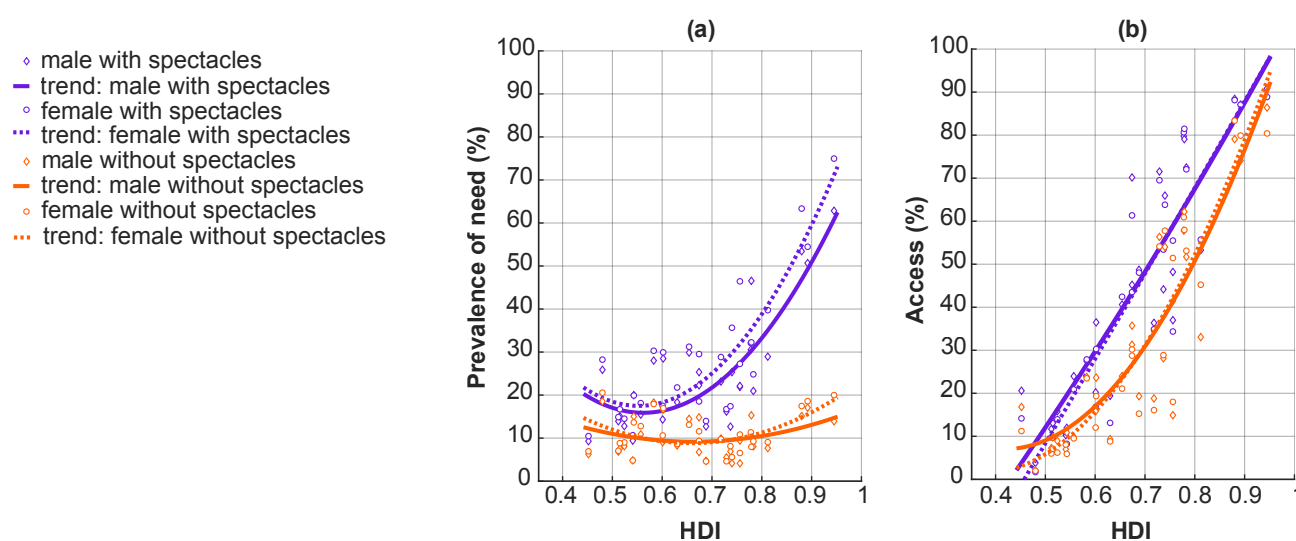 male with spectacles
trend: male with spectacles
female with spectacles
trend: female with spectacles
male without spectacles
trend: male without spectacles
female without spectacles
trend: female without spectacles
(a)
Prevalence of need (%)
100
90
80
70
60
50
40
30
20
10
0
0.4 0.5 0.6 0.7 0.8 0.9 1
HDI
(b)
Access (%)
100
90
80
70
60
50
40
30
20
10
0
0.4 0.5 0.6 0.7 0.8 0.9 1
HDI